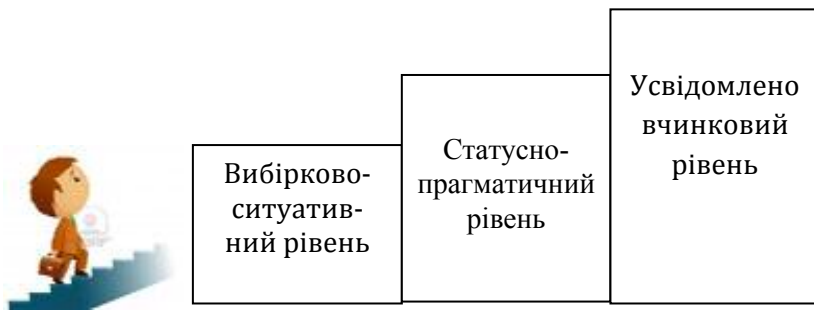 Вибірково-
ситуатив-
ний рівень
Статусно-
прагматичний
рівень
Усвідомлено
вчинковий
рівень